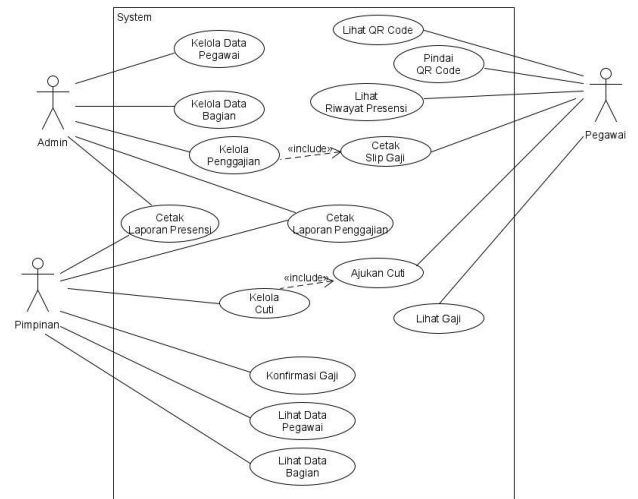 System
Lihat QR Code
Kelola Data
Pegawai
Pindai
QR Code
Admin
Kelola Data
Bagian
Lihat
Riwayat Presensi
Pegawai
Kelola
Penggajian
«include»
Cetak
Slip Gaji
Cetak
Laporan Presensi
Cetak
Laporan Penggajian
Pimpinan
Kelola
Cuti
«include»
Ajukan Cuti
Lihat Gaji
Konfirmasi Gaji
Lihat Data
Pegawai
Lihat Data
Bagian